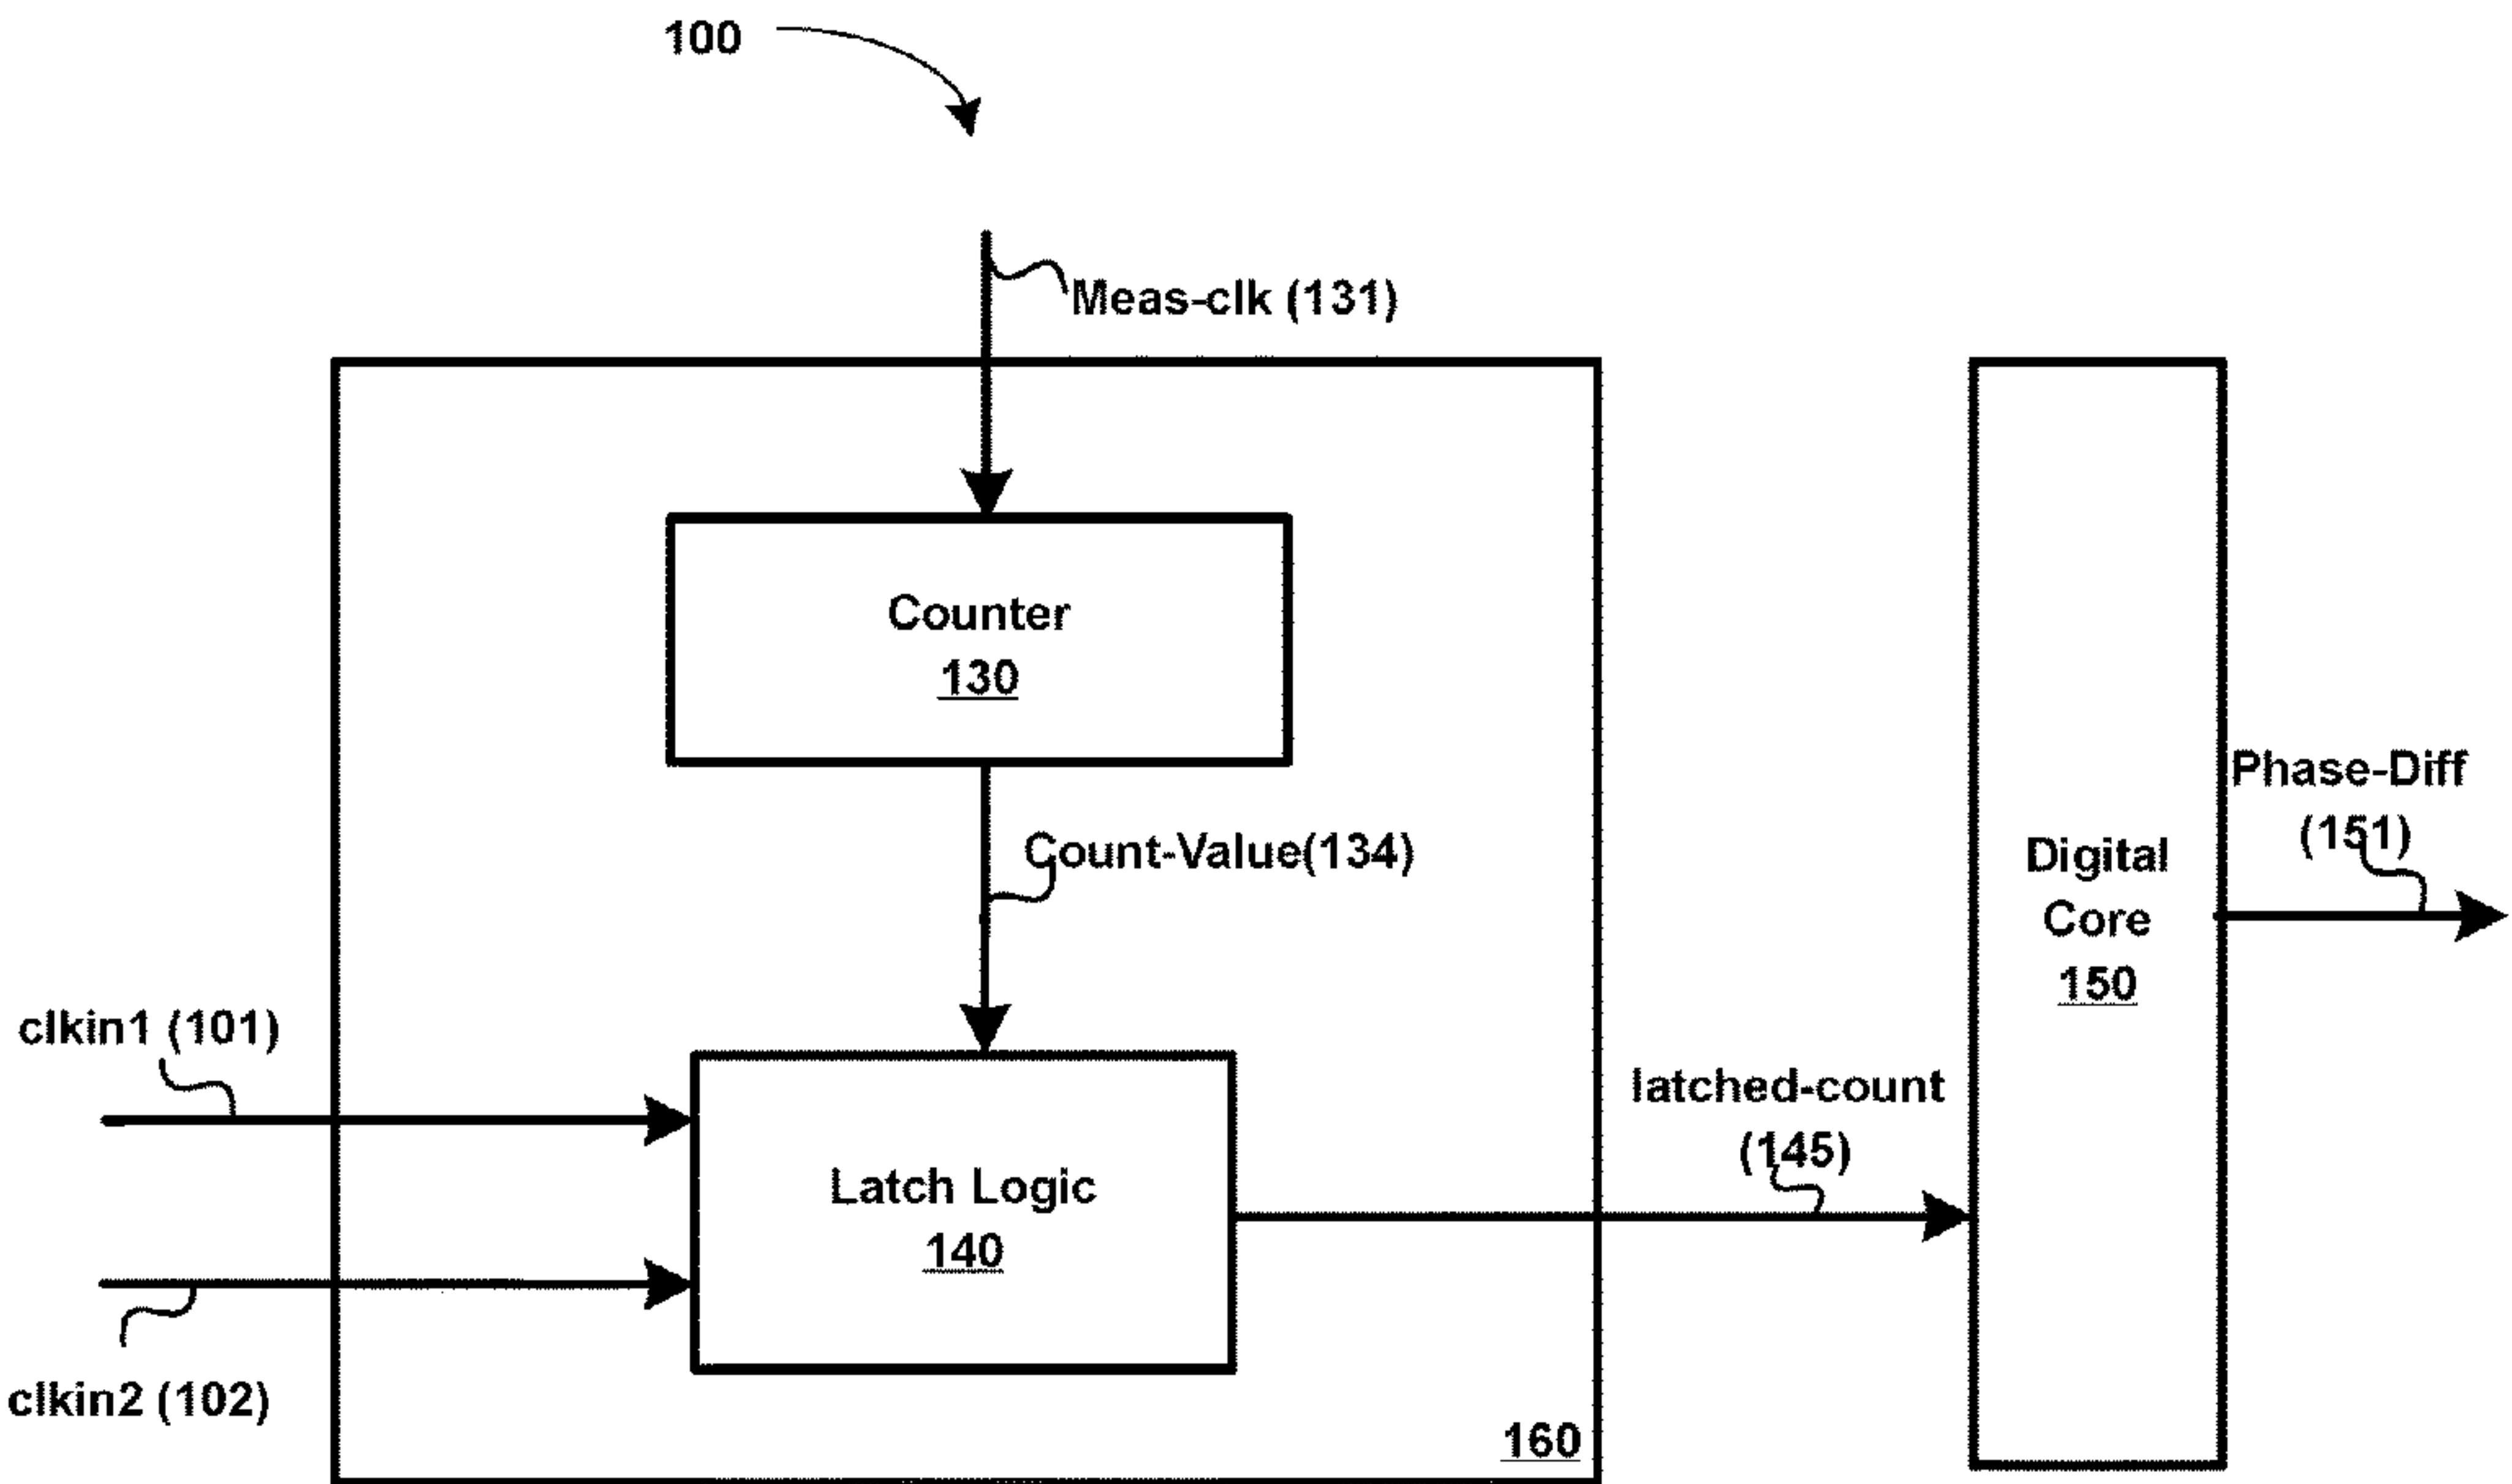 100
Meas-clk (131)
Counter
130
Count-Value(134)
Phase-Diff
(151)
Digital
Core
150
clkin1 (101)
latched-count
(145)
Latch Logic
140
clkin2 (102)
160